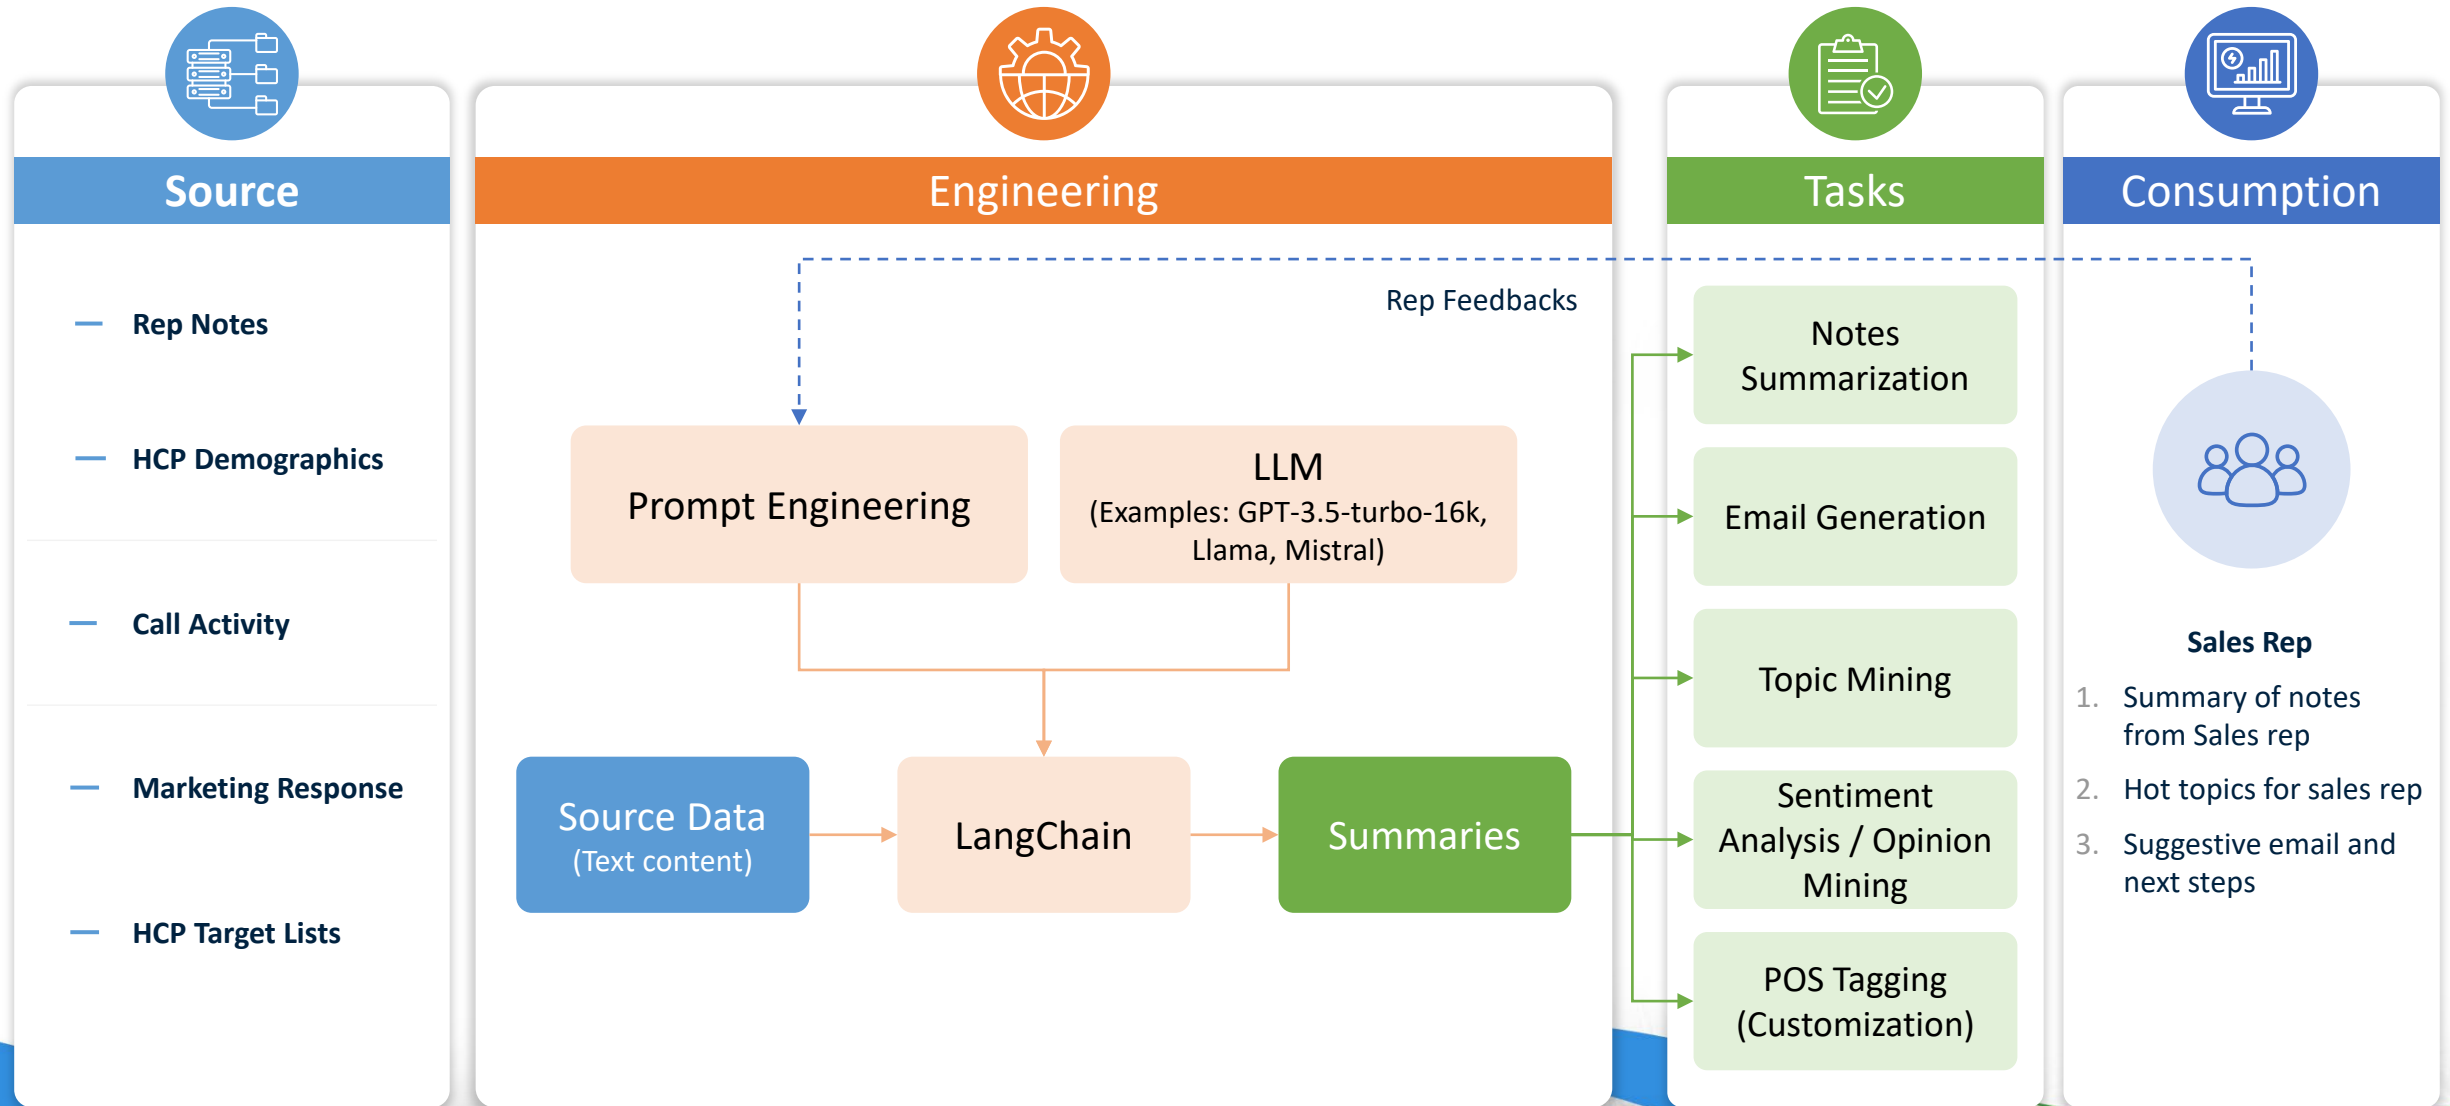 Source
Rep Notes
HCP Demographics
Call Activity
Marketing Response
HCP Target Lists
Engineering
Rep Feedbacks
Prompt Engineering
LLM
(Examples: GPT-3.5-turbo-16k,
Llama, Mistral)
Source Data
(Text content)
LangChain
Summaries
Tasks
Notes
Summarization
Email Generation
Topic Mining
Sentiment
Analysis / Opinion
Mining
POS Tagging
(Customization)
Consumption
Sales Rep
1. Summary of notes
from Sales rep
2. Hot topics for sales rep
3. Suggestive email and
next steps